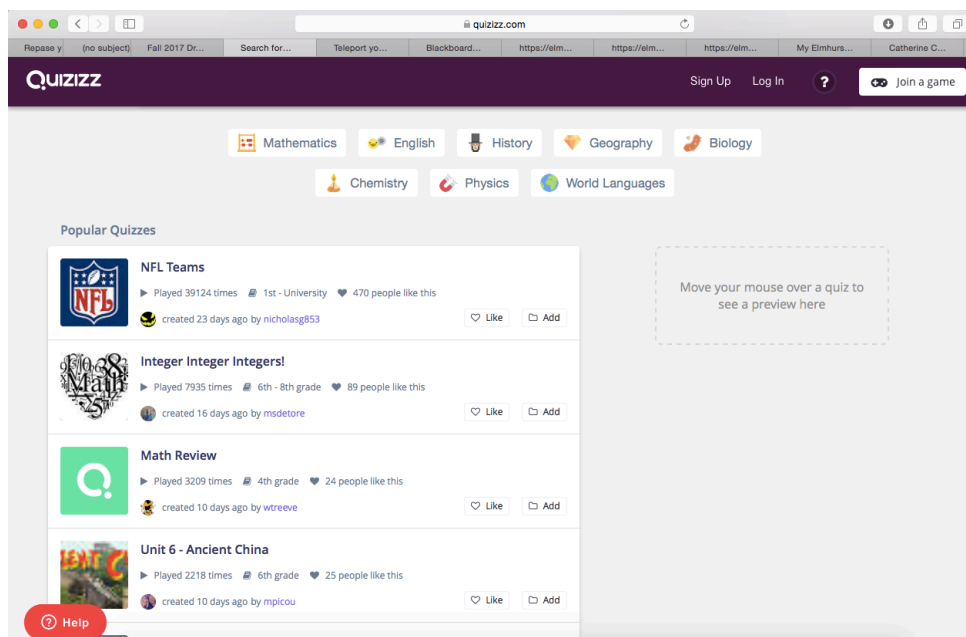 quizizz.com
Repase y (no subject) Fall 2017 Dr... Search for... Teleport yo... Blackboard... https://elm... https://elm... https://elm... My Elmhurs... Catherine C...
Quizizz Sign Up Log In ? Join a game
Mathematics English History Geography Biology
Chemistry Physics World Languages
Popular Quizzes
NFL
NFL Teams
Played 39124 times 1st - University 470 people like this
created 23 days ago by nicholasg853 Like Add
Move your mouse over a quiz to
see a preview here
Math
Integer Integer Integers!
Played 7935 times 6th - 8th grade 89 people like this
created 16 days ago by msdetore Like Add
Math Review
Played 3209 times 4th grade 24 people like this
created 10 days ago by wtreeve Like Add
Unit 6 - Ancient China
Played 2218 times 6th grade 25 people like this
created 10 days ago by mpicou Like Add
Help